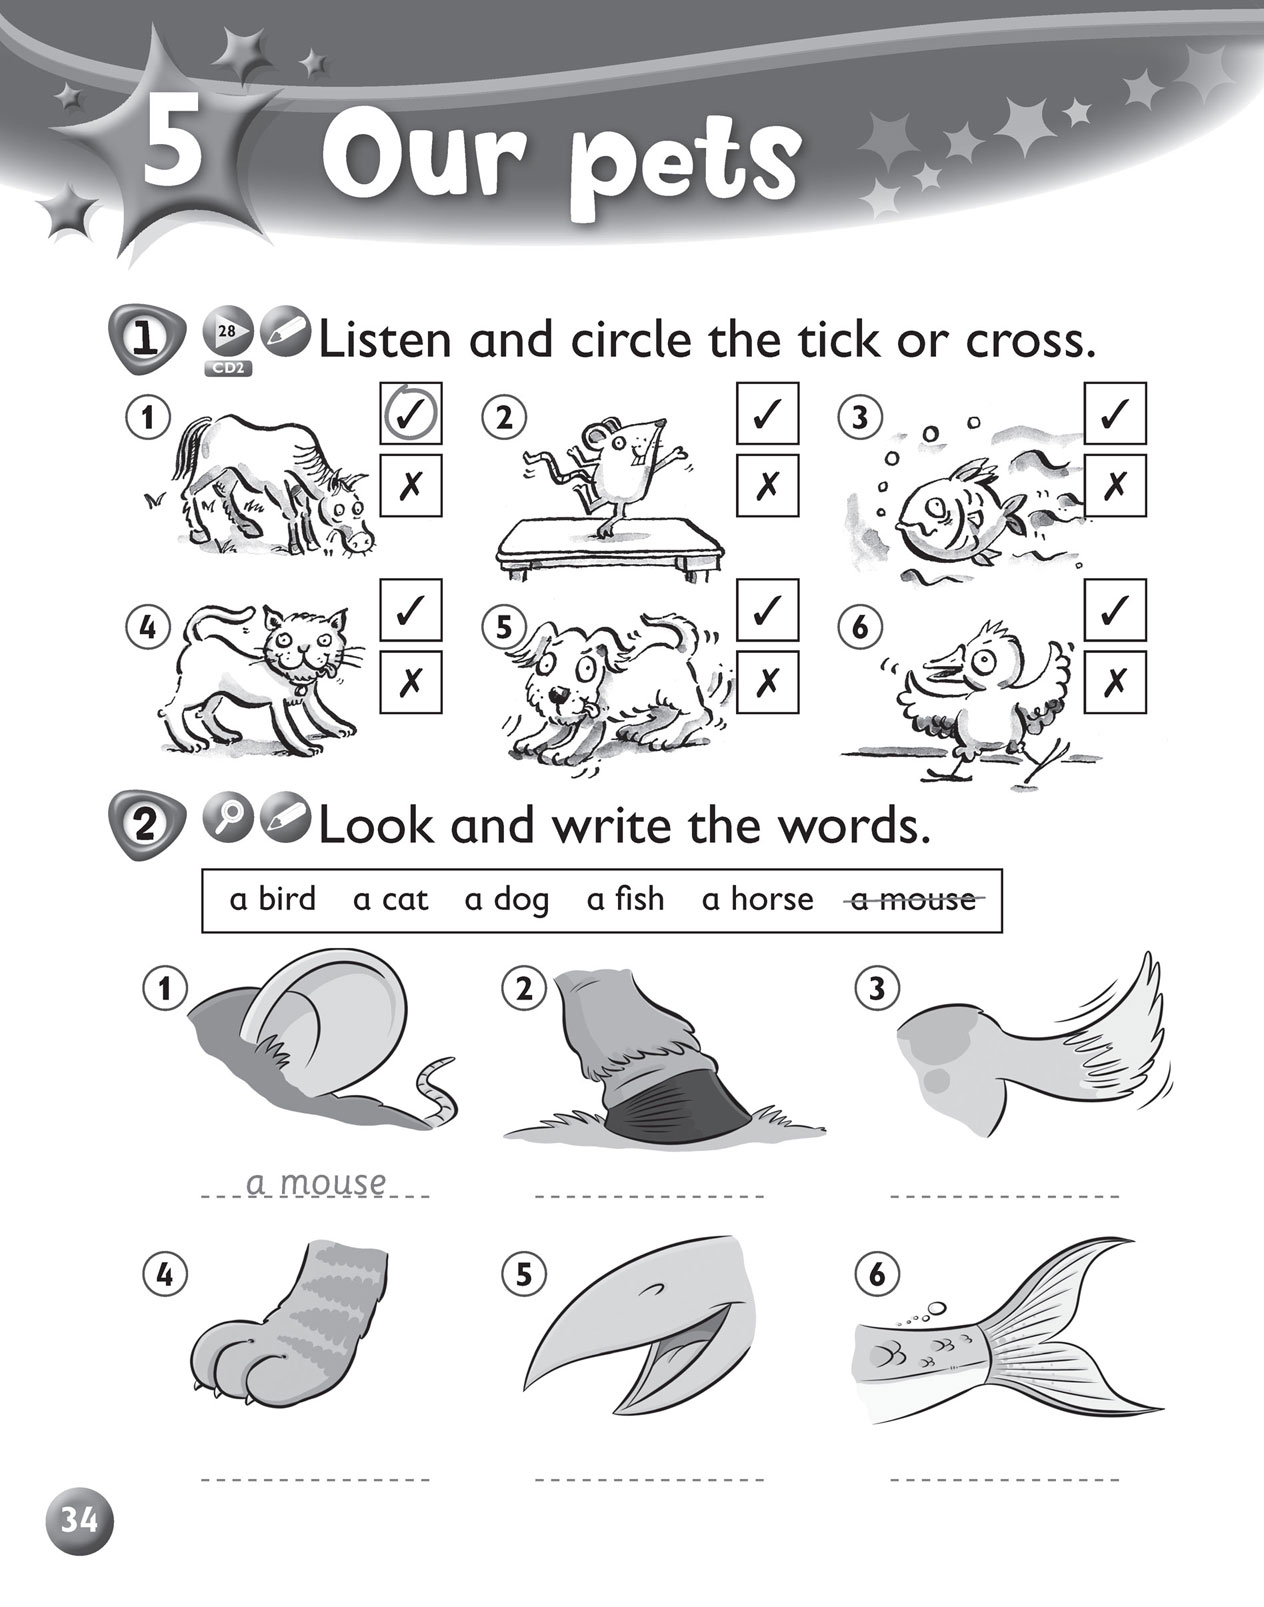 5 Our pets
1 28 CD2 Listen and circle the tick or cross.
1 ✓ 2 ✓ 3 ✓
✗ ✗ ✗
4 ✓ 5 ✓ 6 ✓
✗ ✗ ✗
2 Look and write the words.
a bird a cat a dog a fish a horse a mouse
1 2 3
a mouse
4 5 6
34